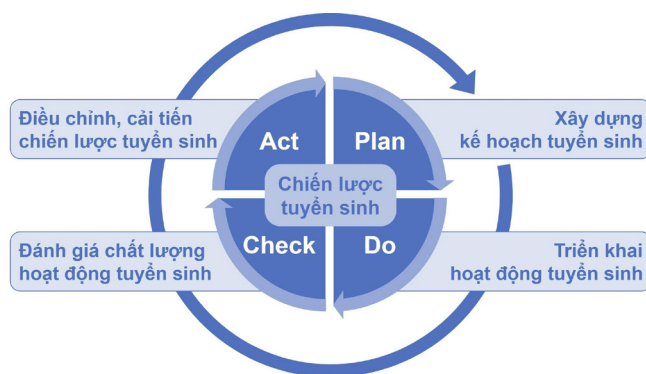 Điều chỉnh, cải tiến
chiến lược tuyển sinh
Act
Plan
Xây dựng
kế hoạch tuyển sinh
Chiến lược
tuyển sinh
Đánh giá chất lượng
hoạt động tuyển sinh
Check
Do
Triển khai
hoạt động tuyển sinh